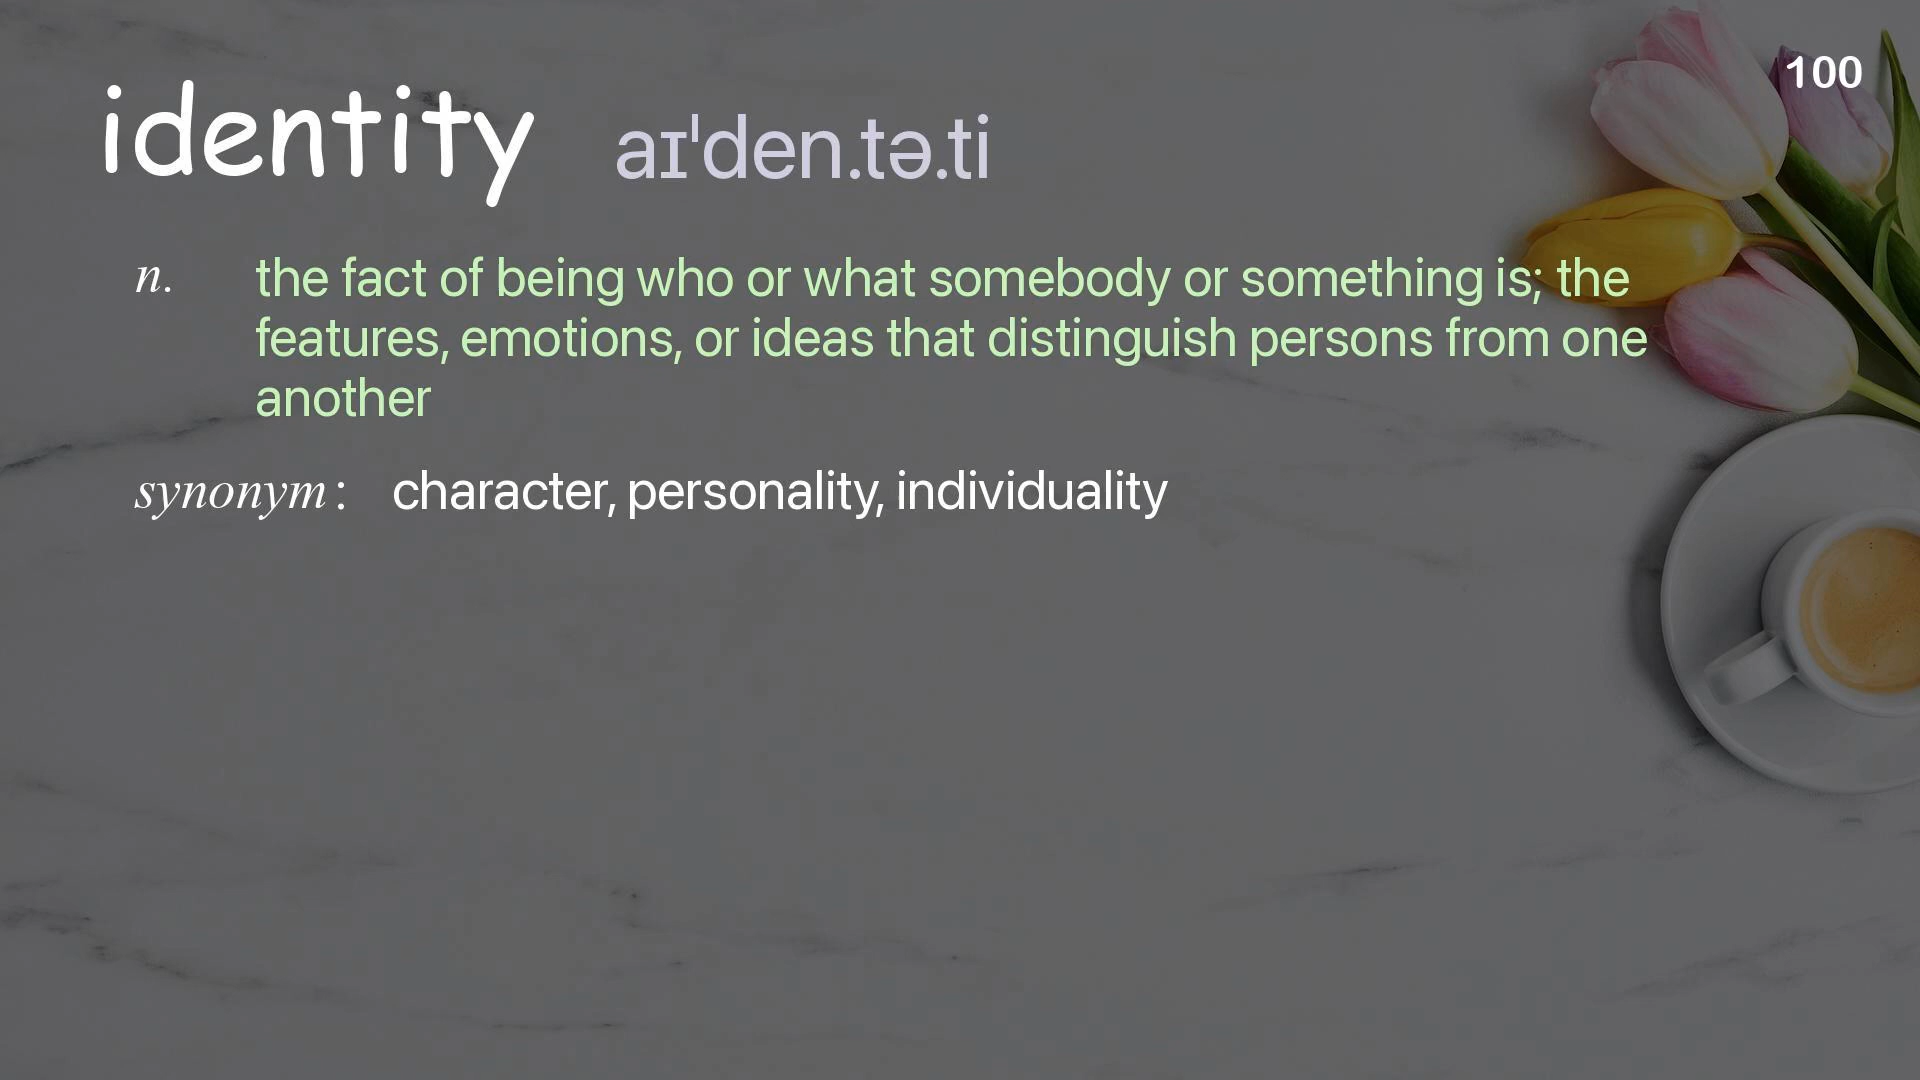 100
identity aɪˈden.tə.ti
n. the fact of being who or what somebody or something is; the
features, emotions, or ideas that distinguish persons from one
another
synonym: character, personality, individuality